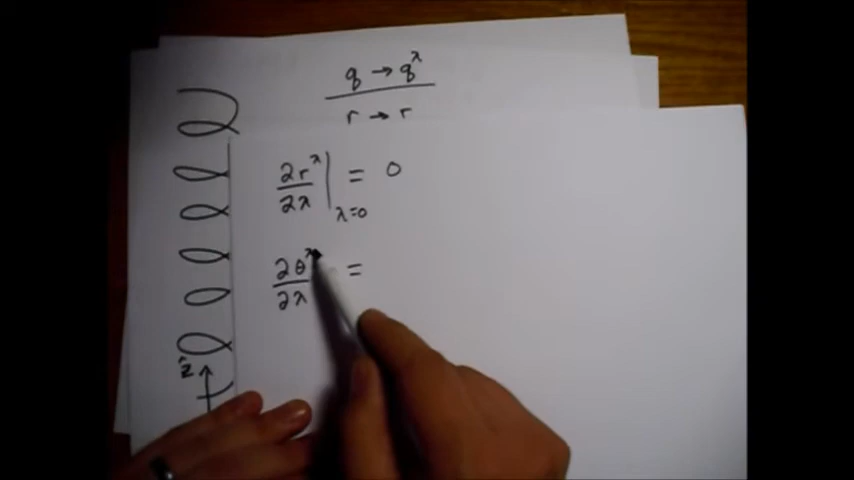 q → q^λ
r → r
∂r^λ/∂λ |λ=0 = 0
∂θ^λ/∂λ =
ẑ